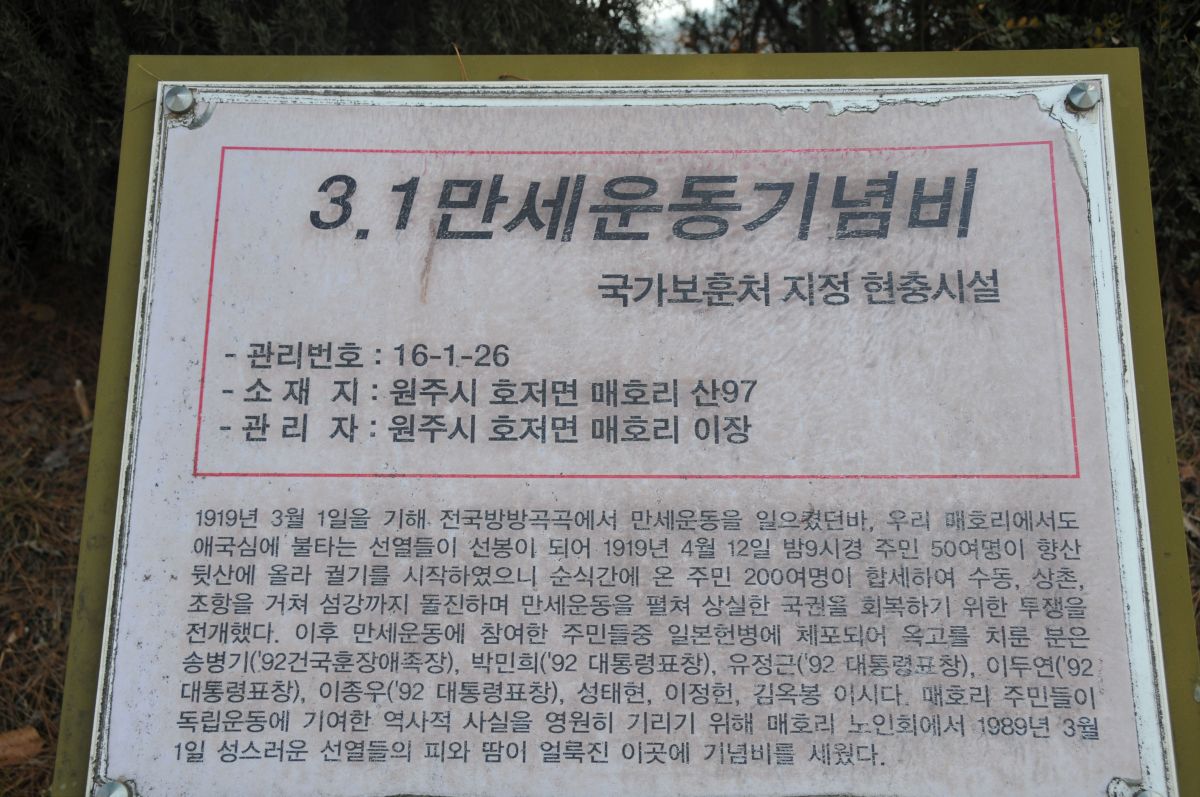 3.1만세운동기념비
국가보훈처 지정 현충시설
- 관리번호 : 16-1-26
- 소 재 지 : 원주시 호저면 매호리 산97
- 관 리 자 : 원주시 호저면 매호리 이장
1919년 3월 1일을 기해 전국방방곡곡에서 만세운동을 일으켰던바, 우리 매호리에서도
애국심에 불타는 선열들이 선봉이 되어 1919년 4월 12일 밤9시경 주민 50여명이 항산
뒷산에 올라 궐기를 시작하였으니 순식간에 온 주민 200여명이 합세하여 수동, 상촌,
조항을 거쳐 섬강까지 돌진하며 만세운동을 펼쳐 상실한 국권을 회복하기 위한 투쟁을
전개했다. 이후 만세운동에 참여한 주민들중 일본헌병에 체포되어 옥고를 치룬 분은
송병기('92건국훈장애족장), 박민희('92 대통령표창), 유정근('92 대통령표창), 이두연('92
대통령표창), 이종우('92 대통령표창), 성태현, 이정헌, 김옥봉 이시다. 매호리 주민들이
독립운동에 기여한 역사적 사실을 영원히 기리기 위해 매호리 노인회에서 1989년 3월
1일 성스러운 선열들의 피와 땀이 얼룩진 이곳에 기념비를 세웠다.